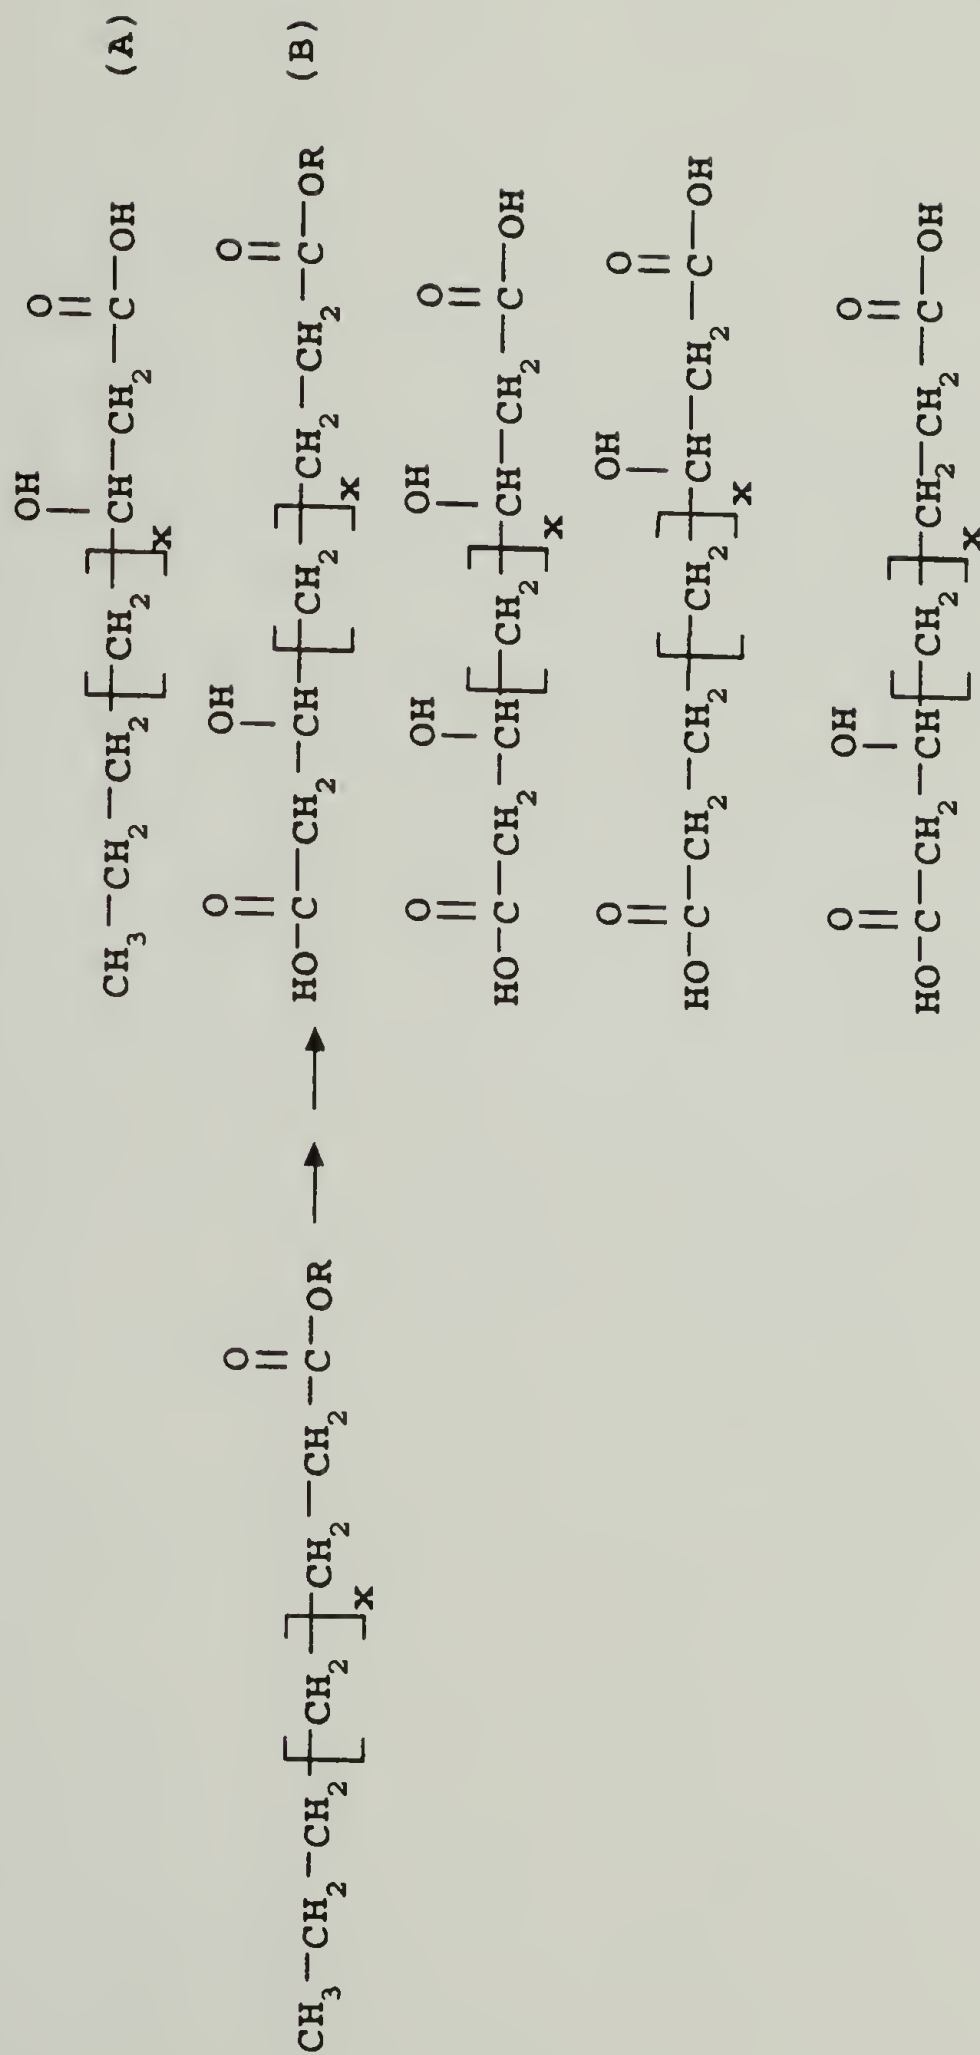 OH O
CH3—CH2—CH2—[CH2]x—CH—CH2—C—OH (A)
O O OH O
CH3—CH2—CH2—[CH2]x—CH2—CH2—C—OR → → HO—C—CH2—CH—[CH2]x—CH2—CH2—C—OR (B)
O OH OH O
HO—C—CH2—CH—[CH2]x—CH—CH2—C—OH
O OH O
HO—C—CH2—CH2—[CH2]x—CH—CH2—C—OH
O OH O
HO—C—CH2—CH—[CH2]x—CH2—CH2—C—OH